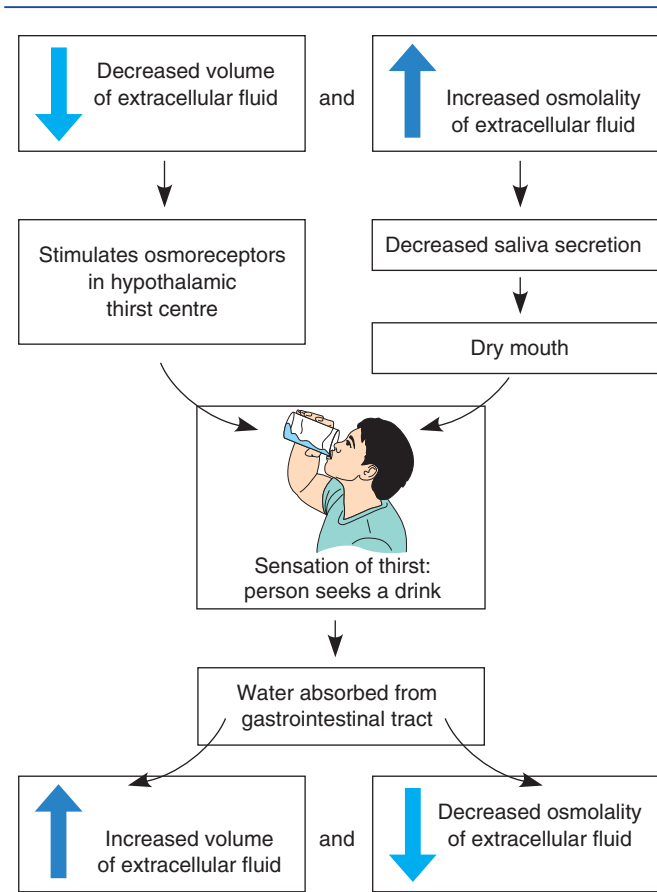 Decreased volume
of extracellular fluid
and
Increased osmolality
of extracellular fluid
Stimulates osmoreceptors
in hypothalamic
thirst centre
Decreased saliva secretion
Dry mouth
Sensation of thirst:
person seeks a drink
Water absorbed from
gastrointestinal tract
Increased volume
of extracellular fluid
and
Decreased osmolality
of extracellular fluid